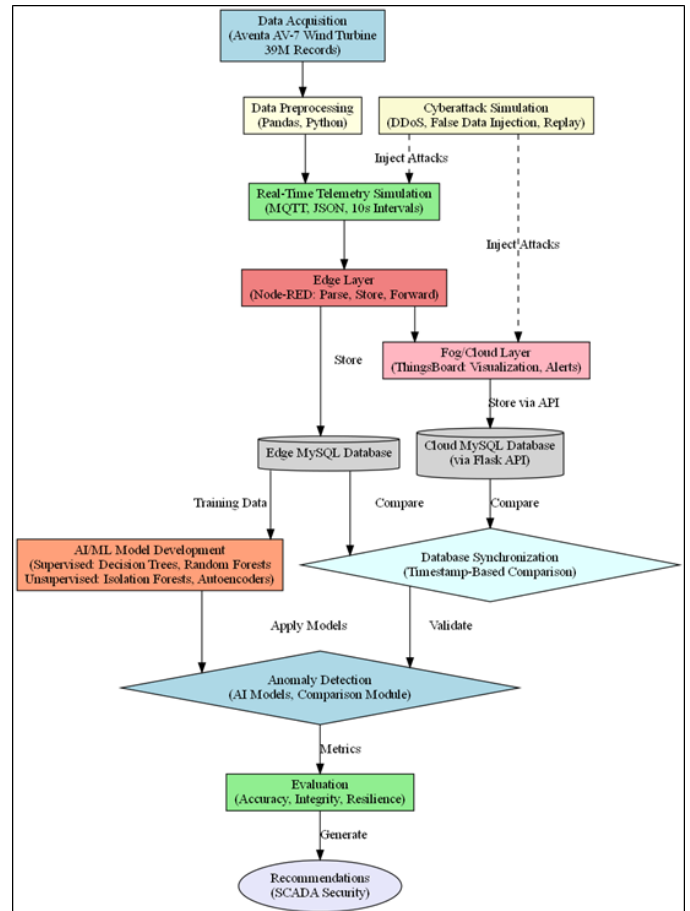 Data Acquisition
(Aventa AV-7 Wind Turbine
39M Records)
Data Preprocessing
(Pandas, Python)
Cyberattack Simulation
(DDoS, False Data Injection, Replay)
Inject Attacks
Real-Time Telemetry Simulation
(MQTT, JSON, 10s Intervals)
Inject Attacks
Edge Layer
(Node-RED: Parse, Store, Forward)
Fog/Cloud Layer
(ThingsBoard: Visualization, Alerts)
Store
Store via API
Edge MySQL Database
Cloud MySQL Database
(via Flask API)
Training Data
Compare
Compare
AI/ML Model Development
(Supervised: Decision Trees, Random Forests
Unsupervised: Isolation Forests, Autoencoders)
Database Synchronization
(Timestamp-Based Comparison)
Apply Models
Validate
Anomaly Detection
(AI Models, Comparison Module)
Metrics
Evaluation
(Accuracy, Integrity, Resilience)
Generate
Recommendations
(SCADA Security)